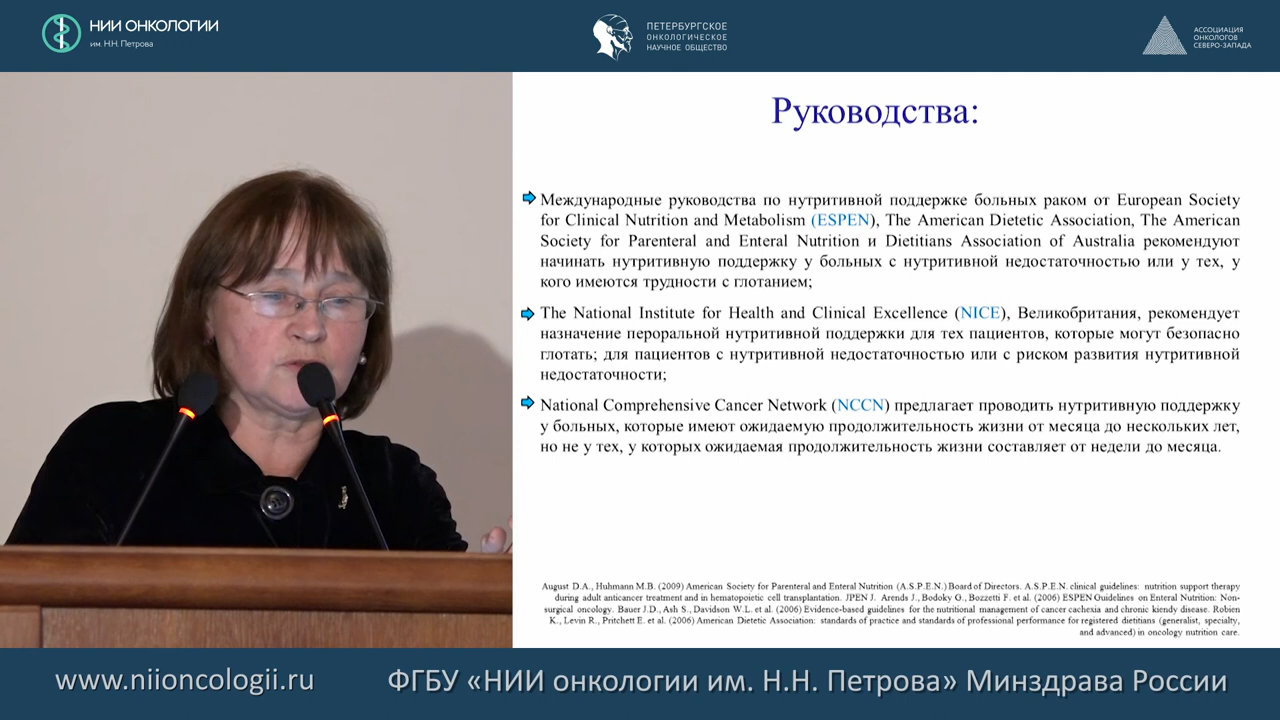 НИИ ОНКОЛОГИИ
им. Н.Н. Петрова
ПЕТЕРБУРГСКОЕ
ОНКОЛОГИЧЕСКОЕ
НАУЧНОЕ ОБЩЕСТВО
АССОЦИАЦИЯ
ОНКОЛОГОВ
СЕВЕРО-ЗАПАДА
Руководства:
Международные руководства по нутритивной поддержке больных раком от European Society
for Clinical Nutrition and Metabolism (ESPEN), The American Dietetic Association, The American
Society for Parenteral and Enteral Nutrition и Dietitians Association of Australia рекомендуют
начинать нутритивную поддержку у больных с нутритивной недостаточностью или у тех, у
кого имеются трудности с глотанием;
The National Institute for Health and Clinical Excellence (NICE), Великобритания, рекомендует
назначение пероральной нутритивной поддержки для тех пациентов, которые могут безопасно
глотать; для пациентов с нутритивной недостаточностью или с риском развития нутритивной
недостаточности;
National Comprehensive Cancer Network (NCCN) предлагает проводить нутритивную поддержку
у больных, которые имеют ожидаемую продолжительность жизни от месяца до нескольких лет,
но не у тех, у которых ожидаемая продолжительность жизни составляет от недели до месяца.
August D.A., Huhmann M.B. (2009) American Society for Parenteral and Enteral Nutrition (A.S.P.E.N.) Board of Directors. A.S.P.E.N. clinical guidelines: nutrition support therapy
during adult anticancer treatment and in hematopoietic cell transplantation. JPEN J. Arends J., Bodoky G., Bozzetti F. et al. (2006) ESPEN Guidelines on Enteral Nutrition: Non-
surgical oncology. Bauer J.D., Ash S., Davidson W.L. et al. (2006) Evidence-based guidelines for the nutritional management of cancer cachexia and chronic kiendy disease. Robien
K., Levin R., Pritchett E. et al. (2006) American Dietetic Association: standards of practice and standards of professional performance for registered dietitians (generalist, specialty,
and advanced) in oncology nutrition care.
www.niioncologii.ru
ФГБУ «НИИ онкологии им. Н.Н. Петрова» Минздрава России